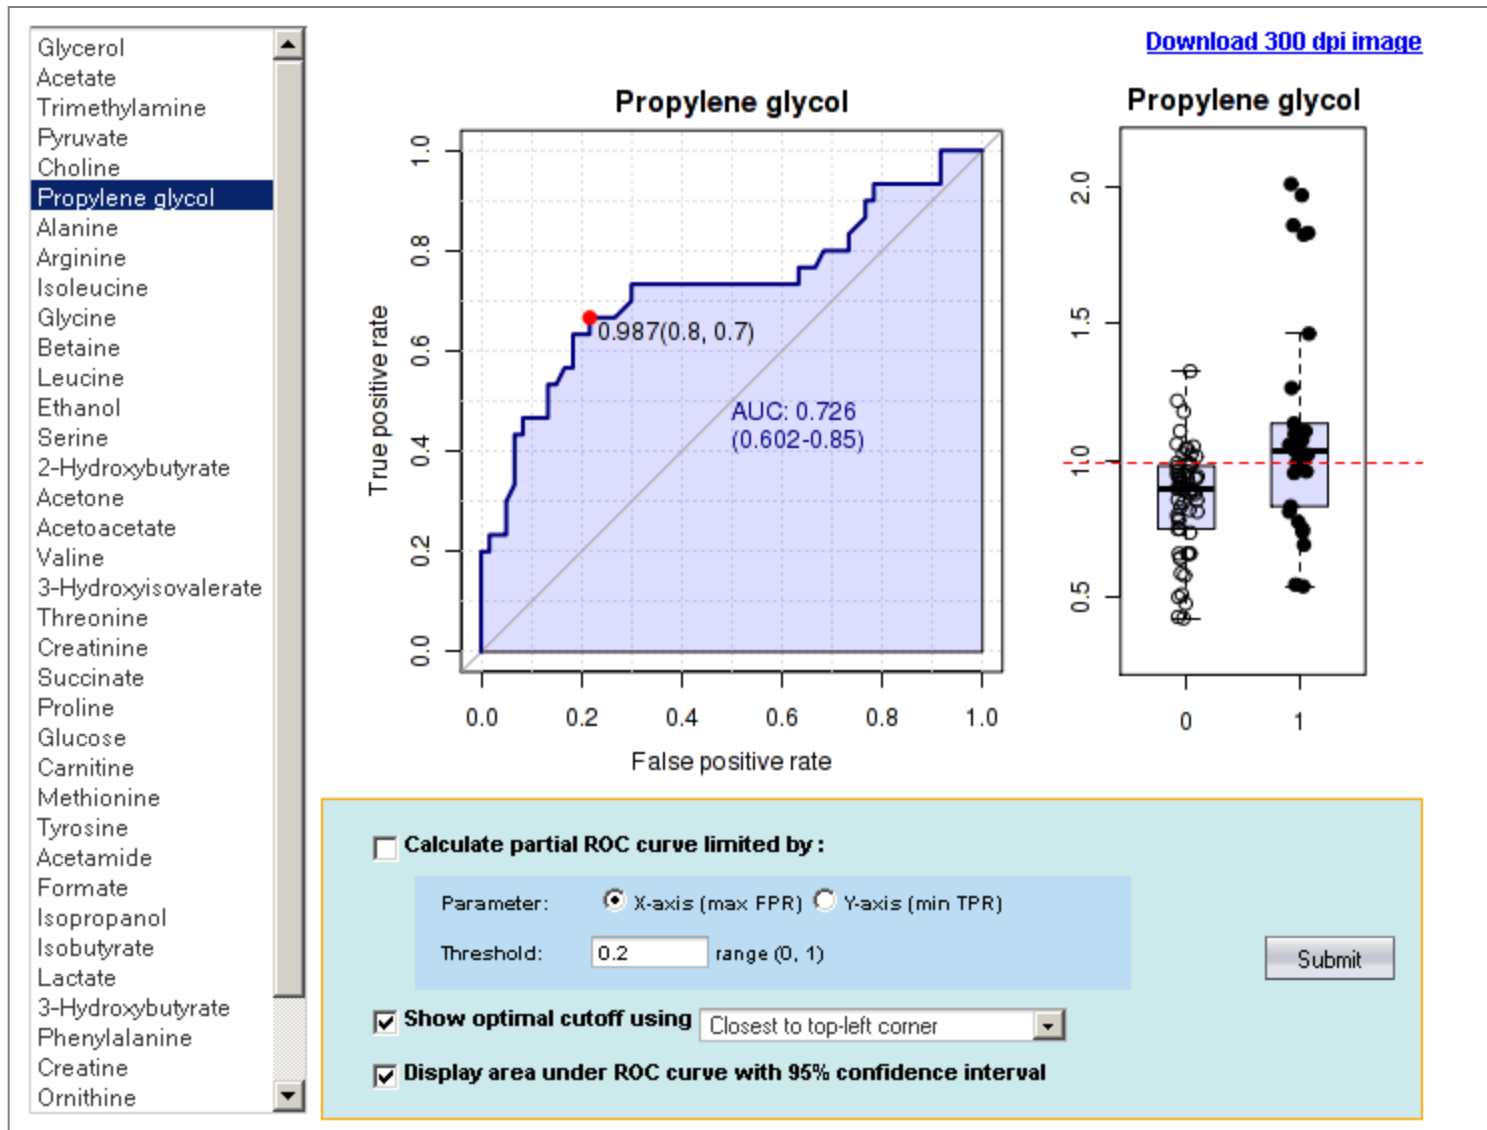 Glycerol
Acetate
Trimethylamine
Pyruvate
Choline
Propylene glycol
Alanine
Arginine
Isoleucine
Glycine
Betaine
Leucine
Ethanol
Serine
2-Hydroxybutyrate
Acetone
Acetoacetate
Valine
3-Hydroxyisovalerate
Threonine
Creatinine
Succinate
Proline
Glucose
Carnitine
Methionine
Tyrosine
Acetamide
Formate
Isopropanol
Isobutyrate
Lactate
3-Hydroxybutyrate
Phenylalanine
Creatine
Ornithine
Download 300 dpi image
Propylene glycol
True positive rate
1.0
0.8
0.6
0.4
0.2
0.0
0.987(0.8, 0.7)
AUC: 0.726
(0.602-0.85)
0.0 0.2 0.4 0.6 0.8 1.0
False positive rate
Propylene glycol
2.0
1.5
1.0
0.5
0 1
Calculate partial ROC curve limited by :
Parameter: X-axis (max FPR) Y-axis (min TPR)
Threshold: 0.2 range (0, 1)
Submit
Show optimal cutoff using Closest to top-left corner
Display area under ROC curve with 95% confidence interval